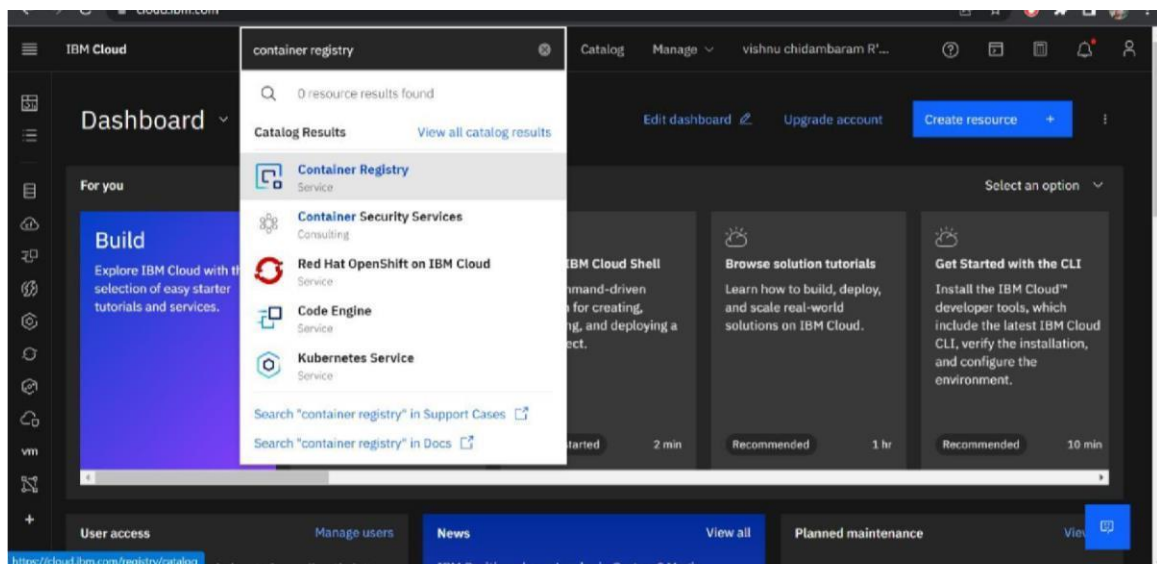 cloud.ibm.com
IBM Cloud
container registry
Catalog
Manage
vishnu chidambaram R'...
0 resource results found
Catalog Results
View all catalog results
Container Registry
Service
Container Security Services
Consulting
Red Hat OpenShift on IBM Cloud
Service
Code Engine
Service
Kubernetes Service
Service
Search "container registry" in Support Cases
Search "container registry" in Docs
Dashboard
Edit dashboard
Upgrade account
Create resource +
For you
Select an option
Build
Explore IBM Cloud with th
selection of easy starter
tutorials and services.
IBM Cloud Shell
mmand-driven
for creating,
ng, and deploying a
ect.
tarted
2 min
Browse solution tutorials
Learn how to build, deploy,
and scale real-world
solutions on IBM Cloud.
Recommended
1 hr
Get Started with the CLI
Install the IBM Cloud™
developer tools, which
include the latest IBM Cloud
CLI, verify the installation,
and configure the
environment.
Recommended
10 min
vm
User access
Manage users
News
View all
Planned maintenance
View
https://cloud.ibm.com/registry/catalog